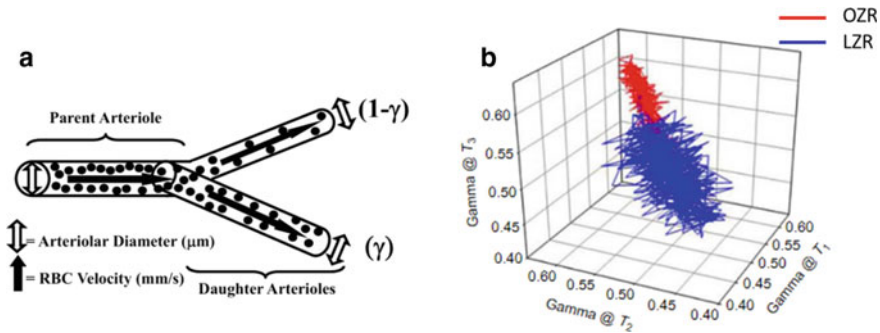 a
Parent Arteriole
(1-γ)
(γ)
= Arteriolar Diameter (μm)
= RBC Velocity (mm/s)
Daughter Arterioles
b
OZR
LZR
Gamma @ T3
0.60
0.55
0.50
0.45
0.40
0.60
0.55
0.50
0.45
0.40
Gamma @ T2
0.60
0.55
0.50
0.45
0.40
Gamma @ T1